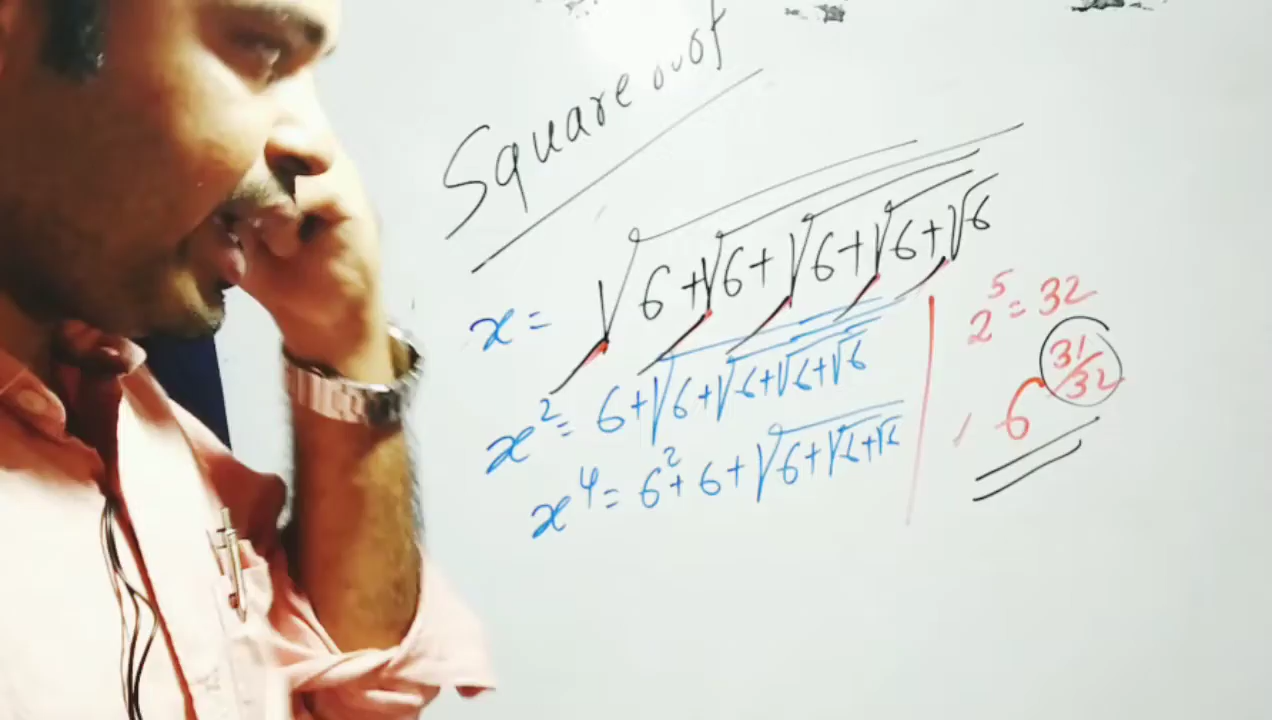 Square oof
x = √6+√6+√6+√6+√6
x² = 6+√6+√6+√6+√6
x⁴ = 6²+6+√6+√6+√6
2⁵ = 32
6^31/32